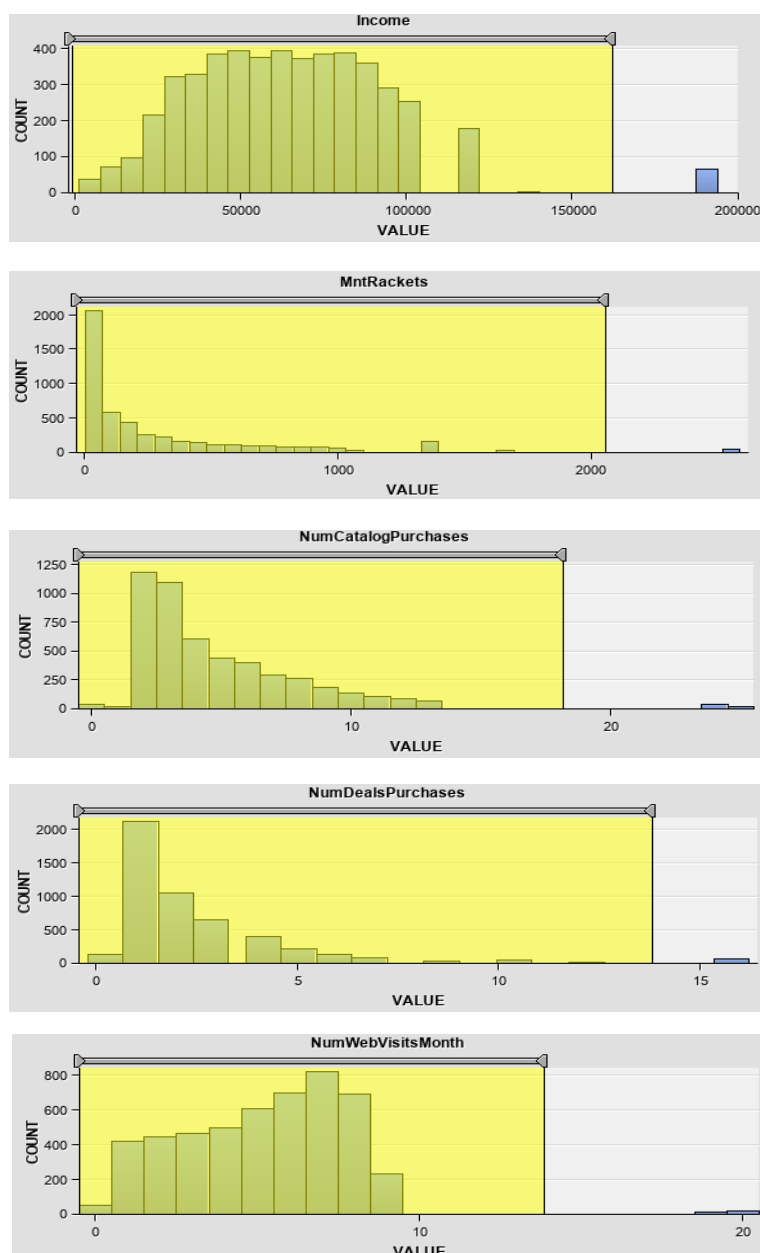 Income
400
300
200
100
0
COUNT
0 50000 100000 150000 200000
VALUE
MntRackets
2000
1500
1000
500
0
COUNT
0 1000 2000
VALUE
NumCatalogPurchases
1250
1000
750
500
250
0
COUNT
0 10 20
VALUE
NumDealsPurchases
2000
1500
1000
500
0
COUNT
0 5 10 15
VALUE
NumWebVisitsMonth
800
600
400
200
0
COUNT
0 10 20
VALUE